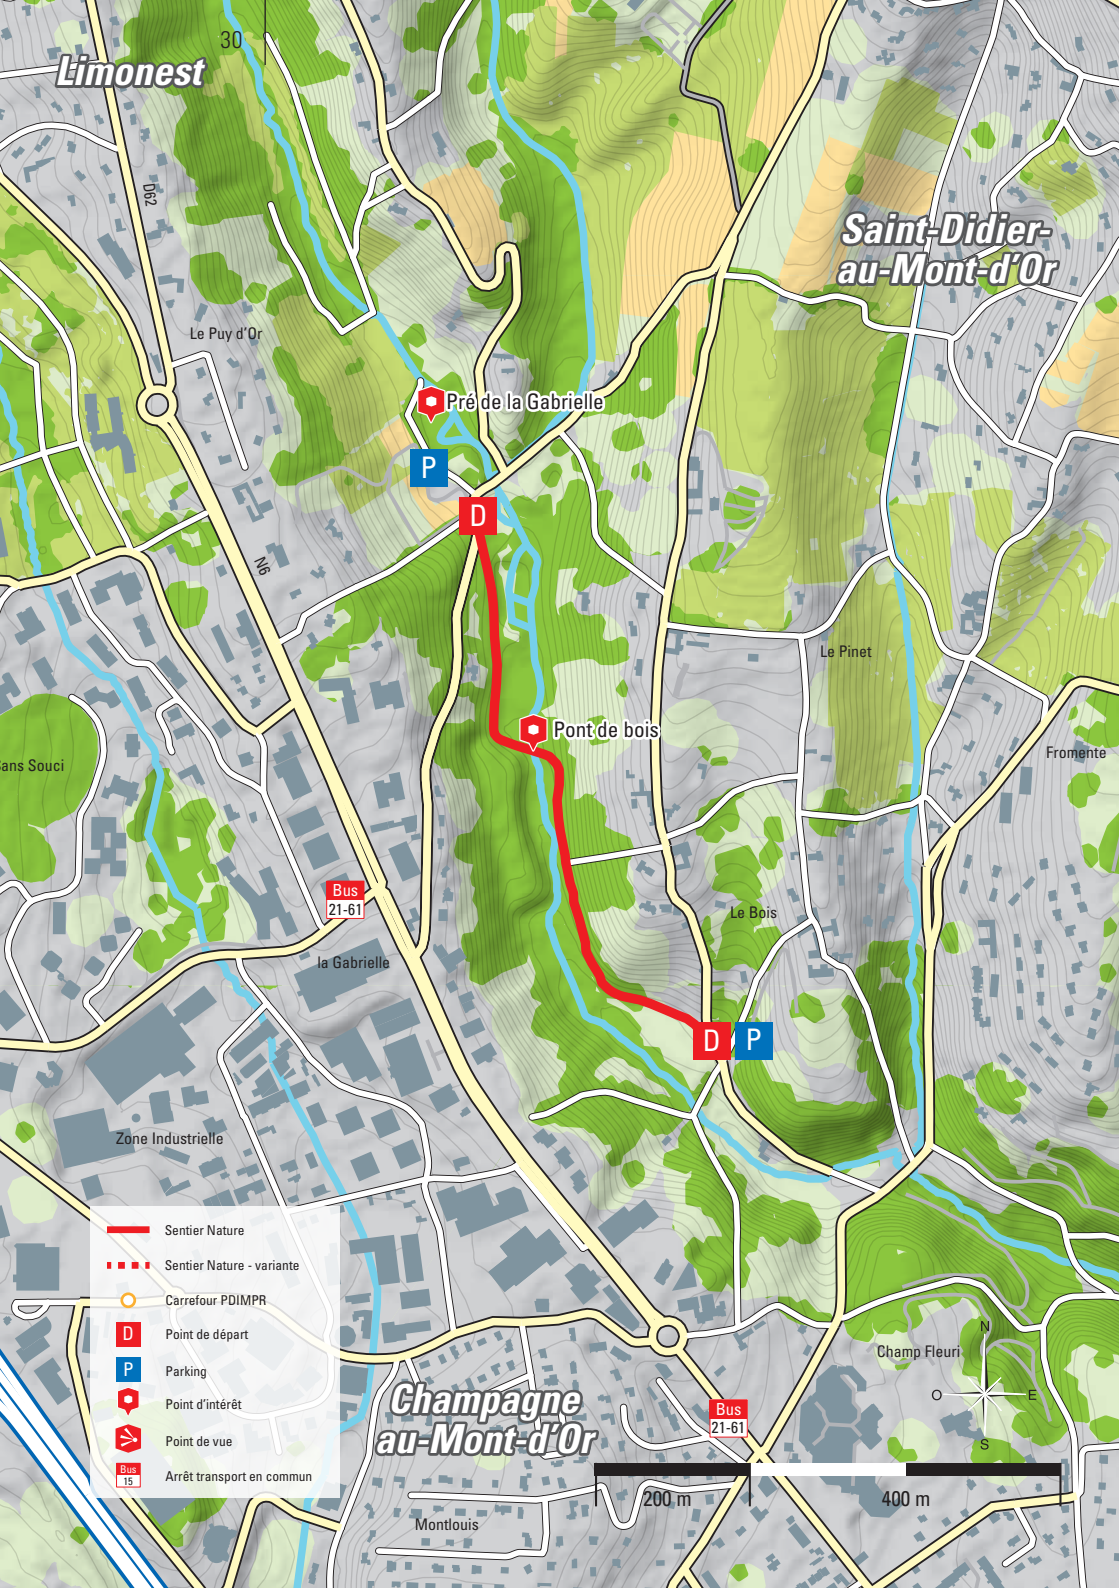 30
Limonest
D62
Saint-Didier-
au-Mont-d'Or
Le Puy d'Or
Pré de la Gabrielle
P
D
N6
Le Pinet
Pont de bois
Fromente
ans Souci
Bus
21-61
Le Bois
la Gabrielle
D
P
Zone Industrielle
Sentier Nature
Sentier Nature - variante
Carrefour PDIMPR
D
Point de départ
P
Parking
Point d'intérêt
Point de vue
Bus
15
Arrêt transport en commun
N
O
E
S
Champ Fleuri
Champagne
au-Mont-d'Or
Bus
21-61
200 m
400 m
Montlouis